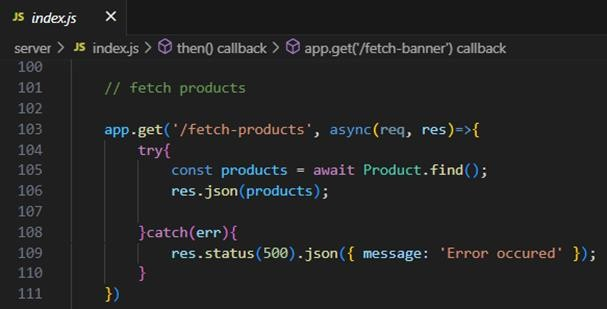 JS index.js ×
server > JS index.js > then() callback > app.get('/fetch-banner') callback
100
101 // fetch products
102
103 app.get('/fetch-products', async(req, res)=>{
104 try{
105 const products = await Product.find();
106 res.json(products);
107
108 }catch(err){
109 res.status(500).json({ message: 'Error occured' });
110 }
111 })